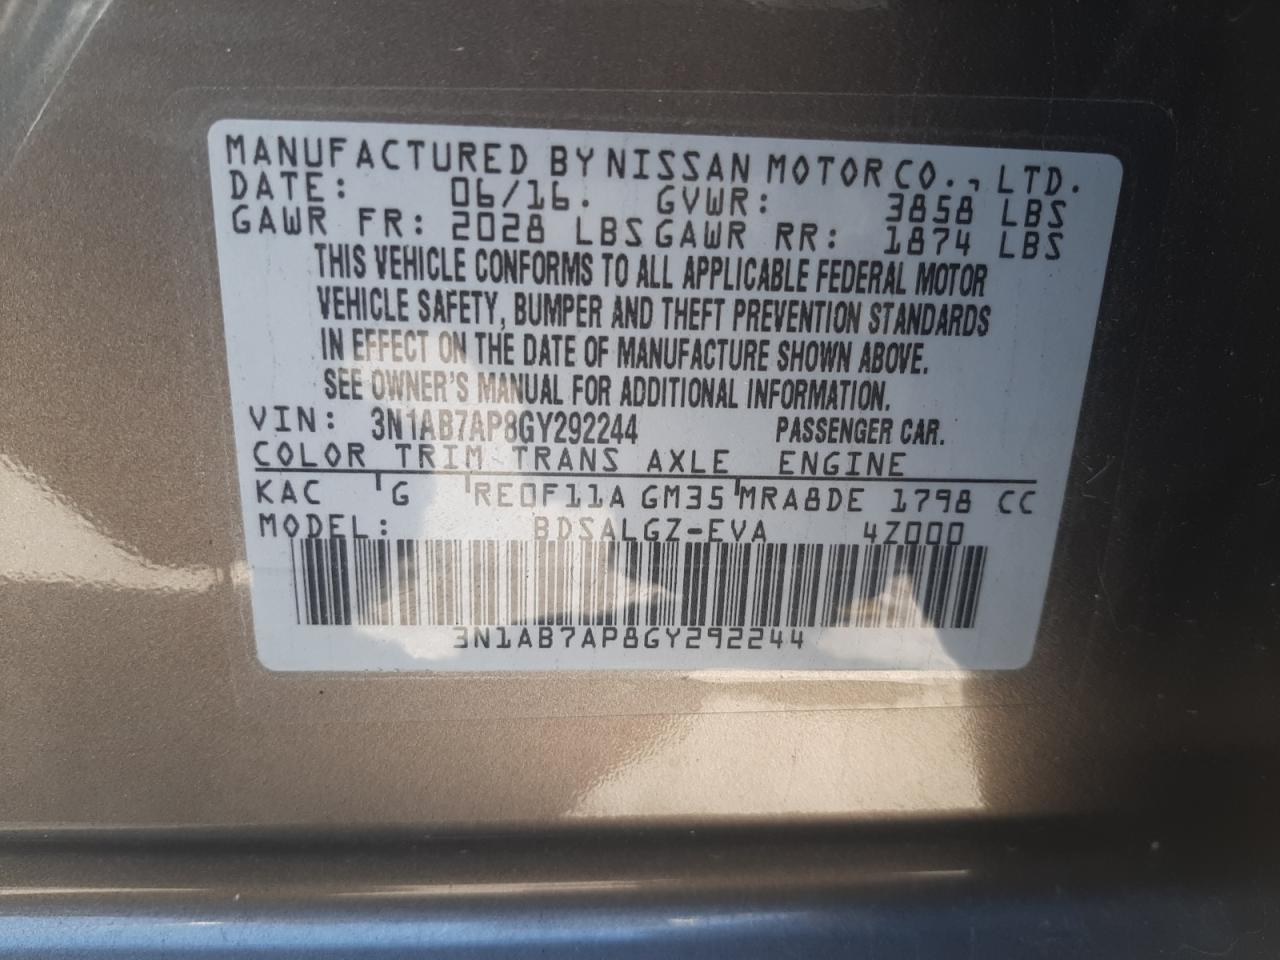 MANUFACTURED BY NISSAN MOTOR CO., LTD.
DATE: 06/16. GVWR: 3858 LBS
GAWR FR: 2028 LBS GAWR RR: 1874 LBS
THIS VEHICLE CONFORMS TO ALL APPLICABLE FEDERAL MOTOR
VEHICLE SAFETY, BUMPER AND THEFT PREVENTION STANDARDS
IN EFFECT ON THE DATE OF MANUFACTURE SHOWN ABOVE.
SEE OWNER'S MANUAL FOR ADDITIONAL INFORMATION.
VIN: 3N1AB7AP8GY292244 PASSENGER CAR.
COLOR TRIM TRANS AXLE ENGINE
KAC G RE0F11A GM35 MRA8DE 1798 CC
MODEL: BDSALGZ-EVA 4Z000
3N1AB7AP8GY292244